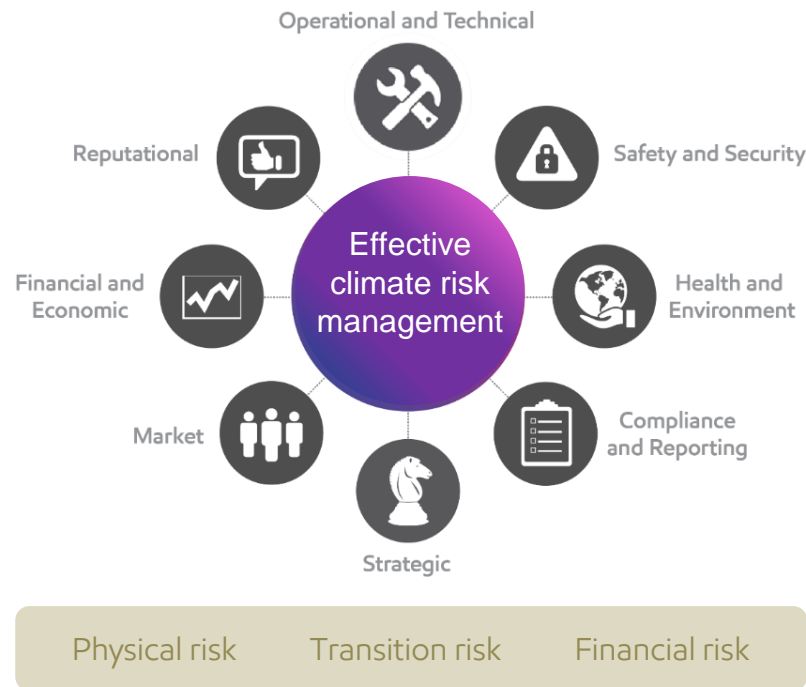 Operational and Technical
Reputational
Safety and Security
Effective
climate risk
management
Financial and
Economic
Health and
Environment
Market
Compliance
and Reporting
Strategic
Physical risk
Transition risk
Financial risk